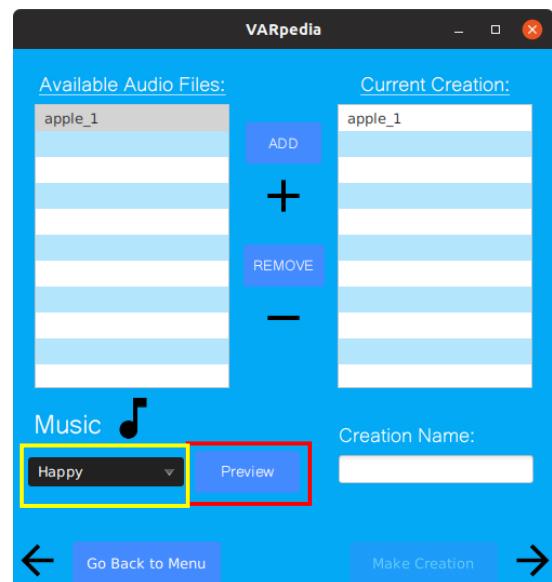 VARpedia
Available Audio Files:
Current Creation:
apple_1
apple_1
ADD
REMOVE
Music
Creation Name:
Happy
Preview
Go Back to Menu
Make Creation